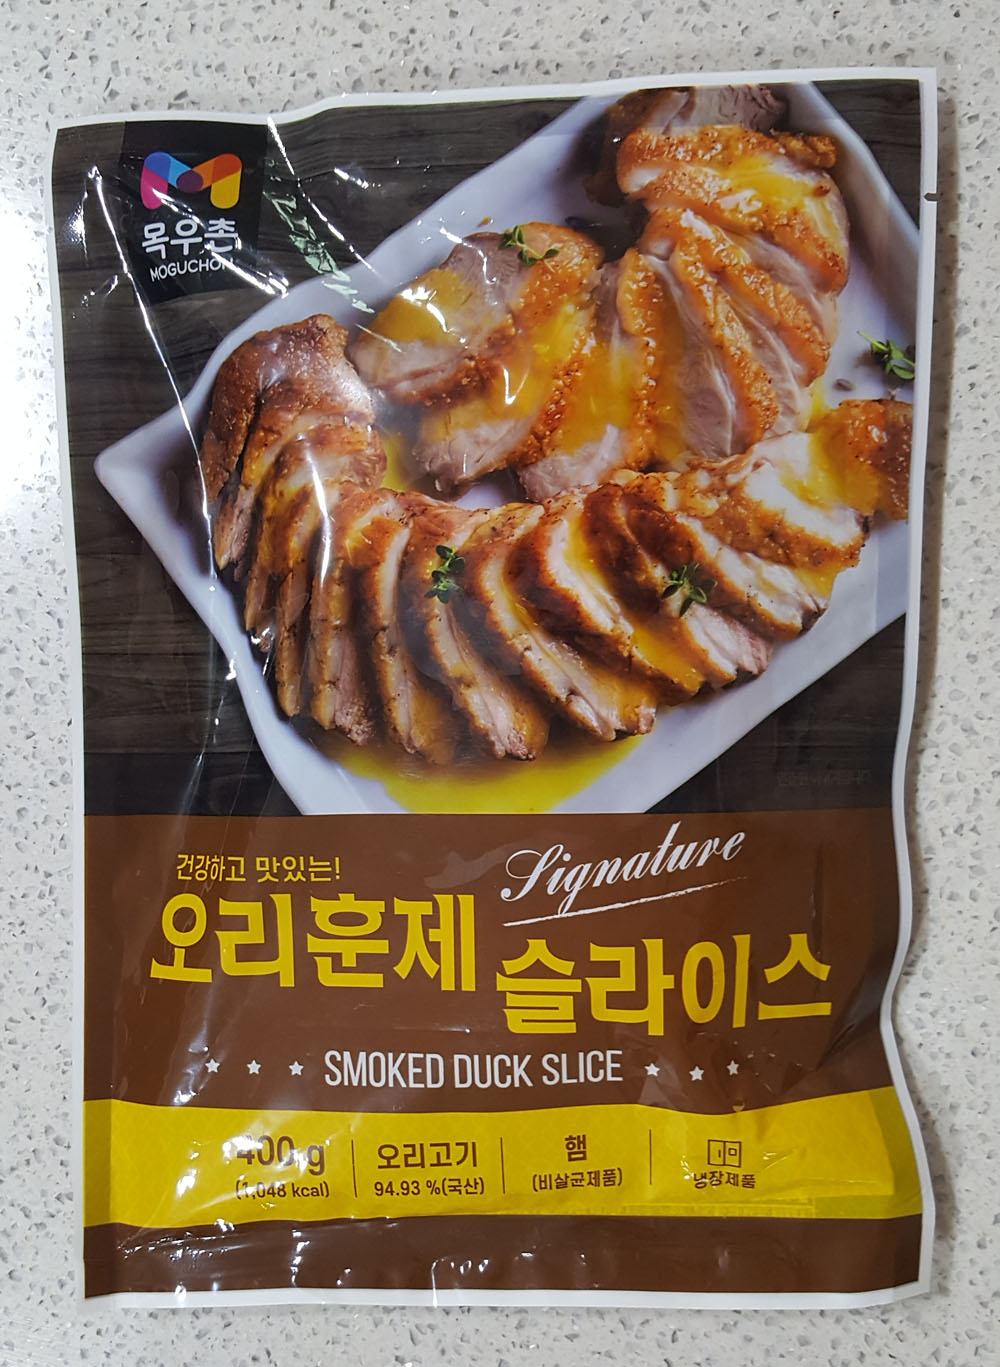 목우촌
MOGUCHON
건강하고 맛있는!
Signature
오리훈제
슬라이스
SMOKED DUCK SLICE
400 g
(1,048 kcal)
오리고기
94.93 %(국산)
햄
(비살균제품)
냉장제품